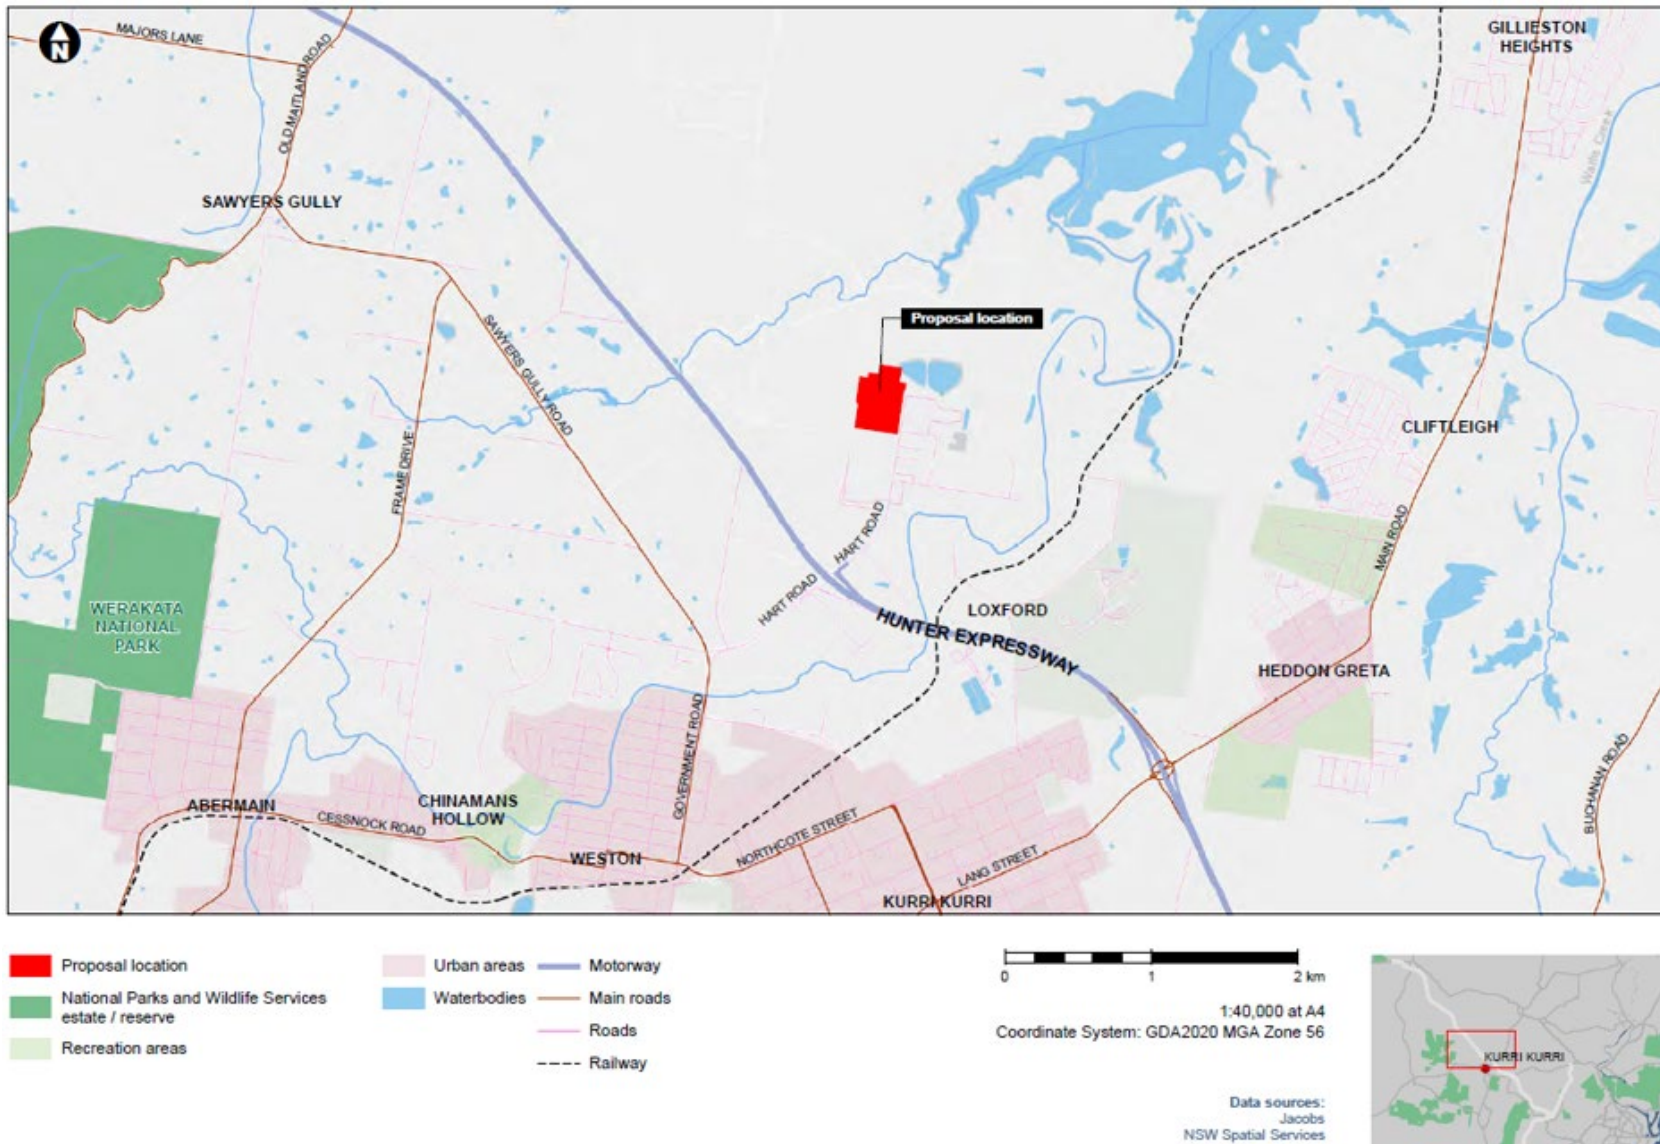 N
MAJORS LANE
OLD MAITLAND ROAD
GILLIESTON
HEIGHTS
Wallis Creek
SAWYERS GULLY
Proposal location
SAWYERS GULLY ROAD
FRAME DRIVE
CLIFTLEIGH
MAIN ROAD
HART ROAD
HART ROAD
WERAKATA
NATIONAL
PARK
LOXFORD
HUNTER EXPRESSWAY
HEDDON GRETA
GOVERNMENT ROAD
BUCHANAN ROAD
ABERMAIN
CHINAMANS
HOLLOW
CESSNOCK ROAD
WESTON
NORTHCOTE STREET
LANG STREET
KURRI KURRI
Proposal location
National Parks and Wildlife Services
estate / reserve
Recreation areas
Urban areas
Waterbodies
Motorway
Main roads
Roads
Railway
0 1 2 km
1:40,000 at A4
Coordinate System: GDA2020 MGA Zone 56
KURRI KURRI
Data sources:
Jacobs
NSW Spatial Services